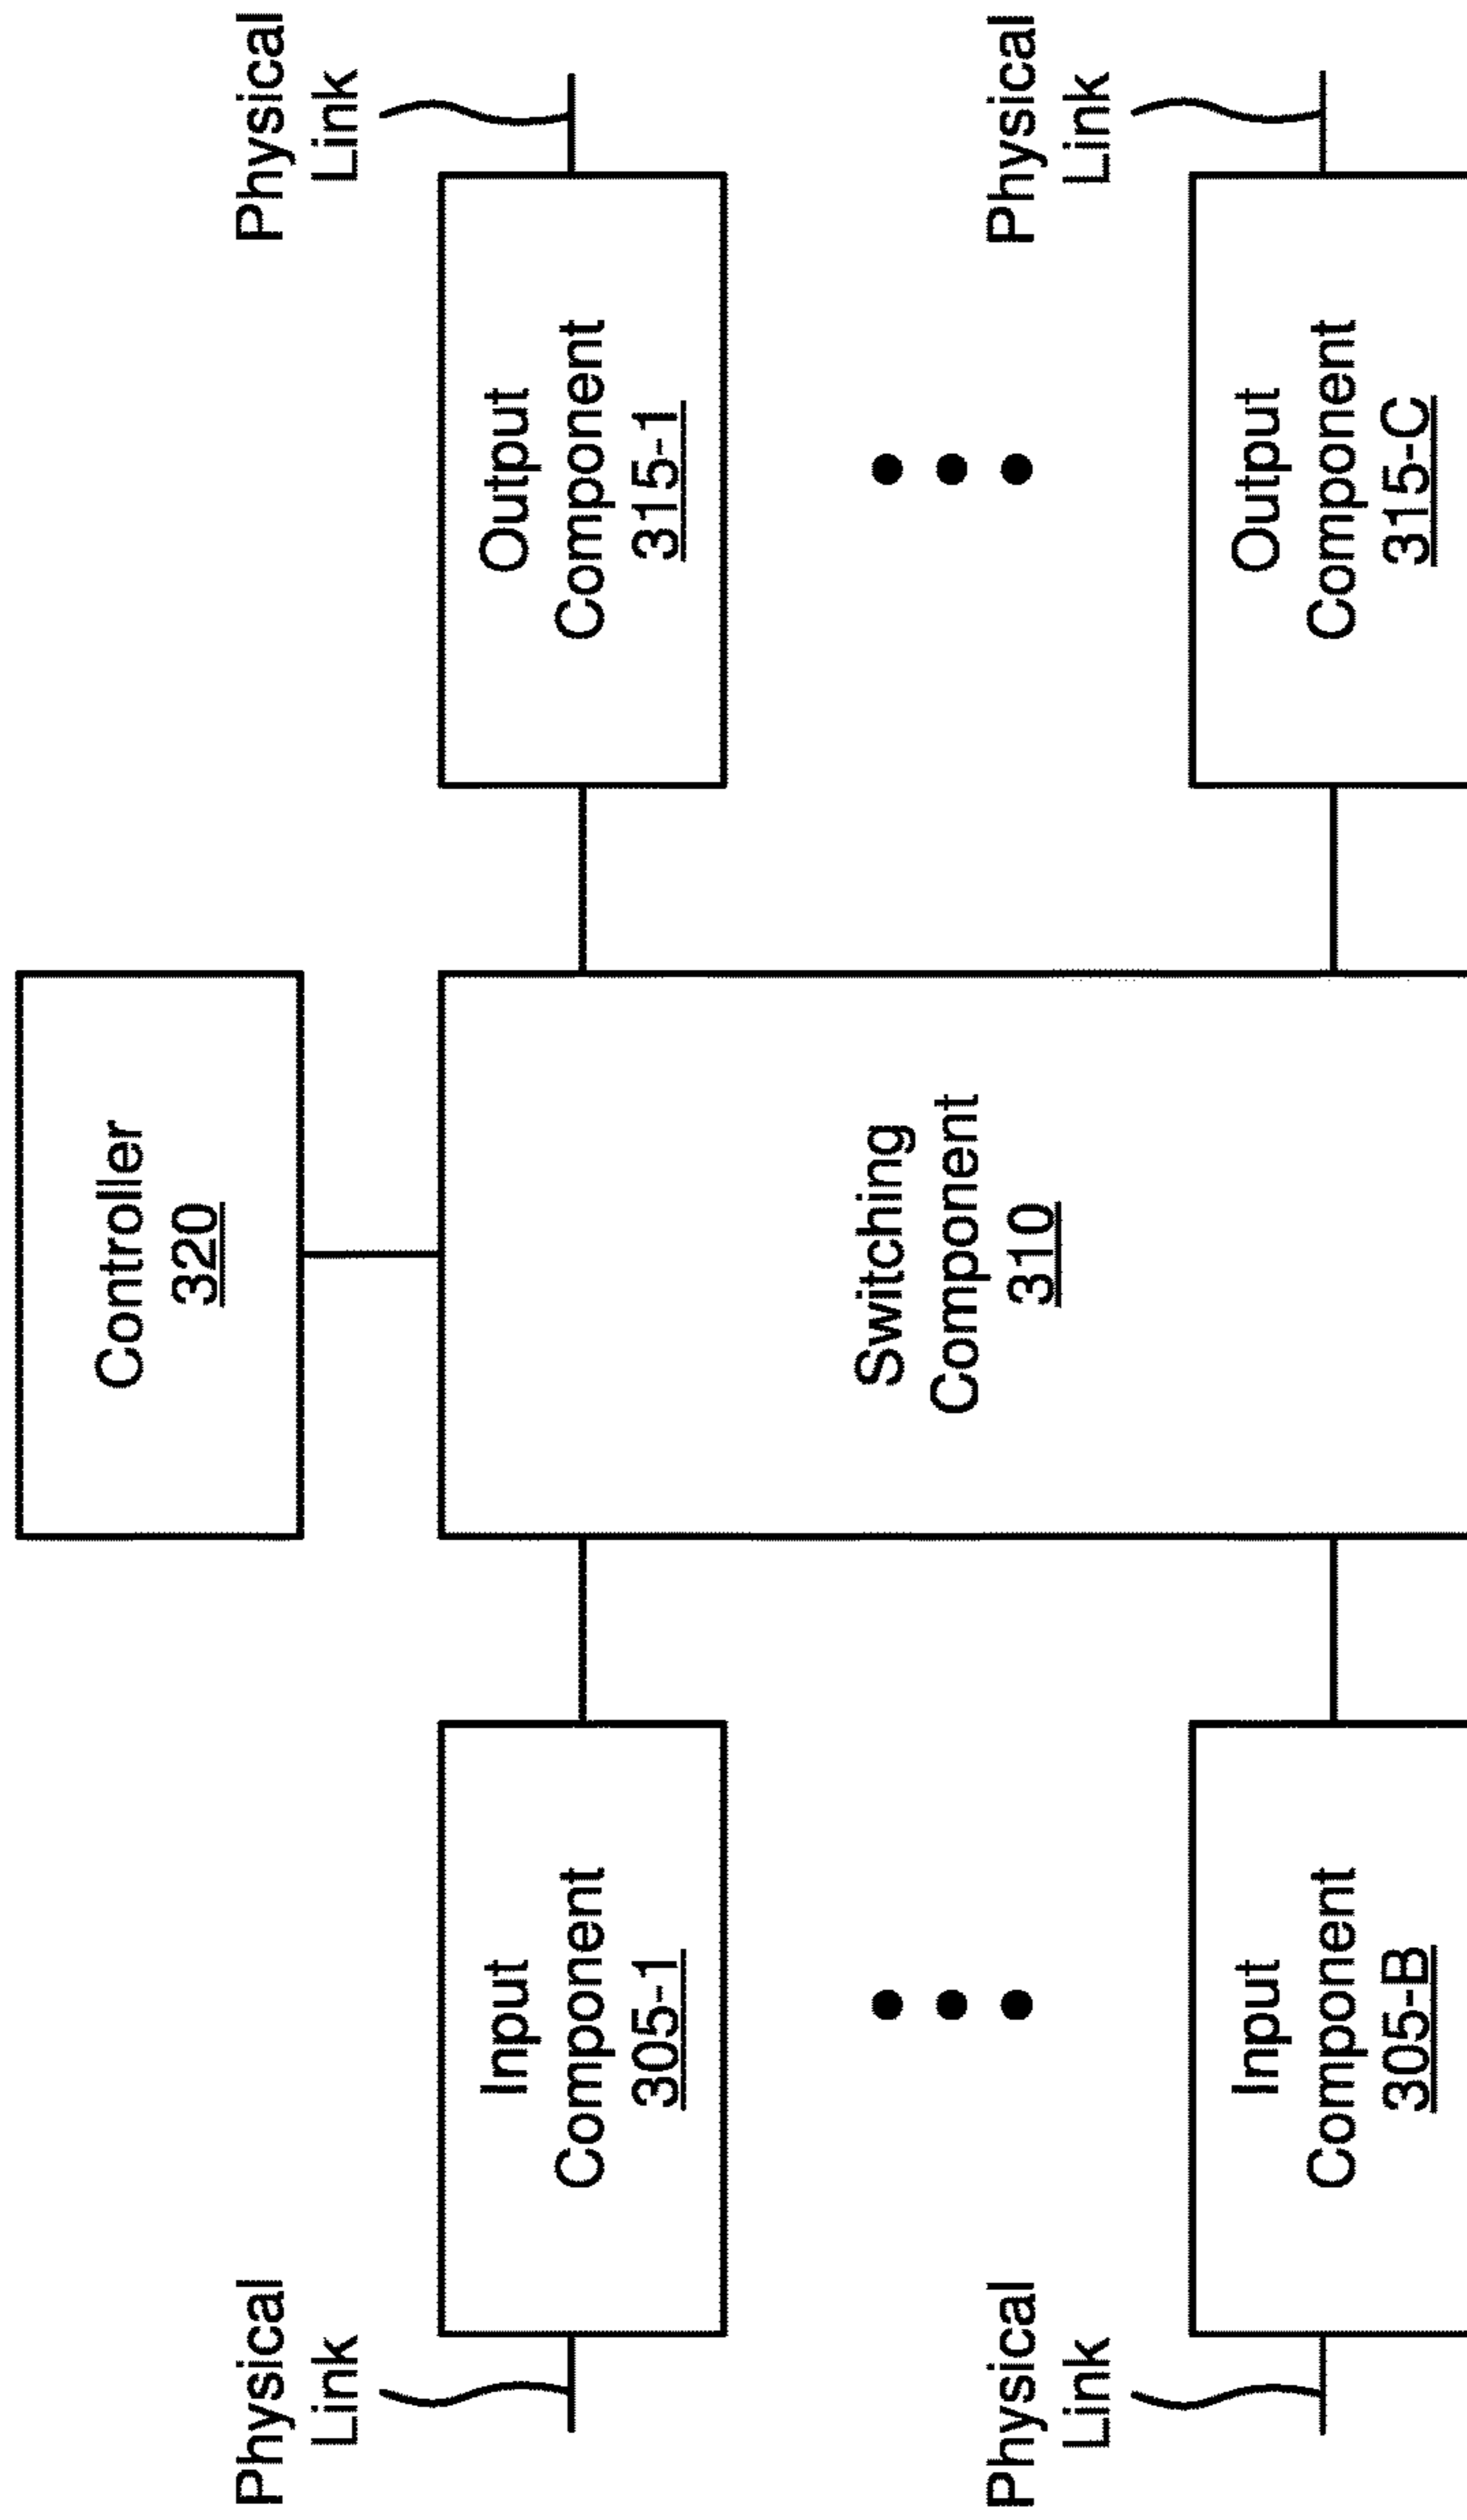 Controller
320
Physical
Link
Physical
Link
Input
Component
305-1
Switching
Component
310
Output
Component
315-1
Physical
Link
Physical
Link
Input
Component
305-B
Output
Component
315-C